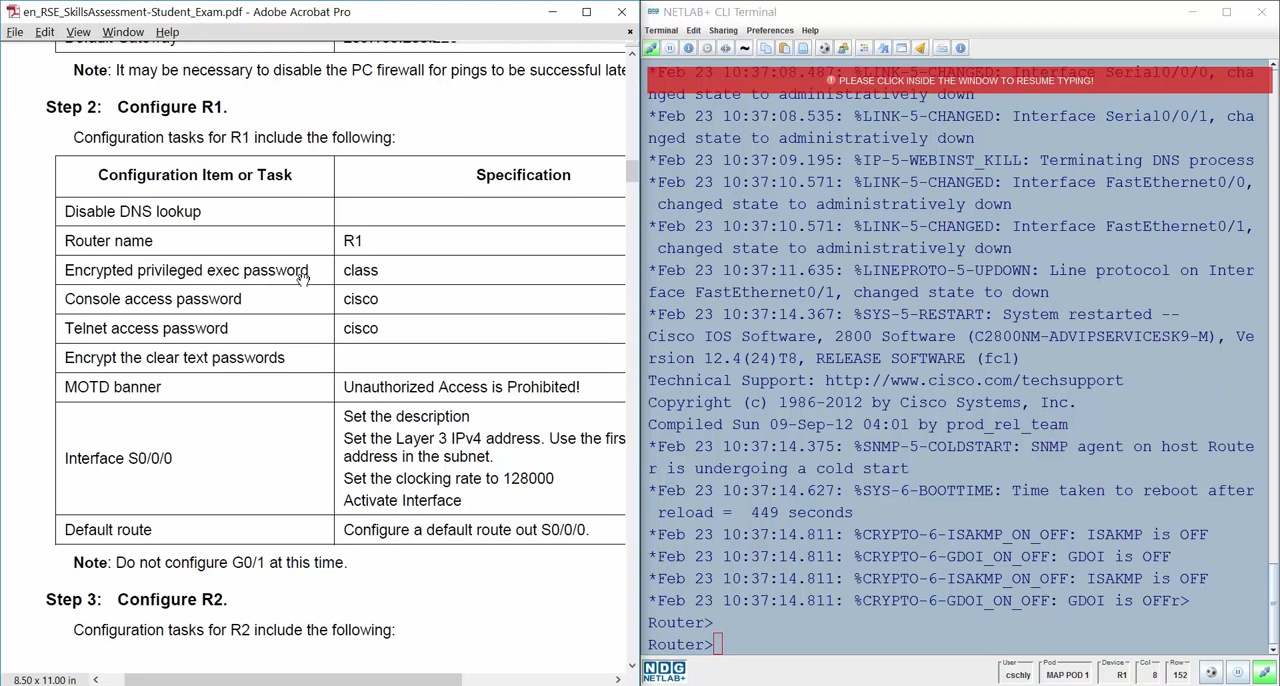 en_RSE_SkillsAssessment-Student_Exam.pdf - Adobe Acrobat Pro
File Edit View Window Help
Note: It may be necessary to disable the PC firewall for pings to be successful late
Step 2: Configure R1.
Configuration tasks for R1 include the following:
Configuration Item or Task Specification
Disable DNS lookup
Router name R1
Encrypted privileged exec password class
Console access password cisco
Telnet access password cisco
Encrypt the clear text passwords
MOTD banner Unauthorized Access is Prohibited!
Interface S0/0/0
Set the description
Set the Layer 3 IPv4 address. Use the firs
address in the subnet.
Set the clocking rate to 128000
Activate Interface
Default route Configure a default route out S0/0/0.
Note: Do not configure G0/1 at this time.
Step 3: Configure R2.
Configuration tasks for R2 include the following:
8.50 x 11.00 in
NETLAB+ CLI Terminal
Terminal Edit Sharing Preferences Help
*Feb 23 10:37:08.487: %LINK-5-CHANGED: Interface Serial0/0/0, cha
PLEASE CLICK INSIDE THE WINDOW TO RESUME TYPING!
nged state to administratively down
*Feb 23 10:37:08.535: %LINK-5-CHANGED: Interface Serial0/0/1, cha
nged state to administratively down
*Feb 23 10:37:09.195: %IP-5-WEBINST_KILL: Terminating DNS process
*Feb 23 10:37:10.571: %LINK-5-CHANGED: Interface FastEthernet0/0,
changed state to administratively down
*Feb 23 10:37:10.571: %LINK-5-CHANGED: Interface FastEthernet0/1,
changed state to administratively down
*Feb 23 10:37:11.635: %LINEPROTO-5-UPDOWN: Line protocol on Inter
face FastEthernet0/1, changed state to down
*Feb 23 10:37:14.367: %SYS-5-RESTART: System restarted --
Cisco IOS Software, 2800 Software (C2800NM-ADVIPSERVICESK9-M), Ve
rsion 12.4(24)T8, RELEASE SOFTWARE (fc1)
Technical Support: http://www.cisco.com/techsupport
Copyright (c) 1986-2012 by Cisco Systems, Inc.
Compiled Sun 09-Sep-12 04:01 by prod_rel_team
*Feb 23 10:37:14.375: %SNMP-5-COLDSTART: SNMP agent on host Route
r is undergoing a cold start
*Feb 23 10:37:14.627: %SYS-6-BOOTTIME: Time taken to reboot after
reload = 449 seconds
*Feb 23 10:37:14.811: %CRYPTO-6-ISAKMP_ON_OFF: ISAKMP is OFF
*Feb 23 10:37:14.811: %CRYPTO-6-GDOI_ON_OFF: GDOI is OFF
*Feb 23 10:37:14.811: %CRYPTO-6-ISAKMP_ON_OFF: ISAKMP is OFF
*Feb 23 10:37:14.811: %CRYPTO-6-GDOI_ON_OFF: GDOI is OFFr>
Router>
Router>
NDG
NETLAB+
User Pod Device Col Row
cschly MAP POD 1 R1 8 152